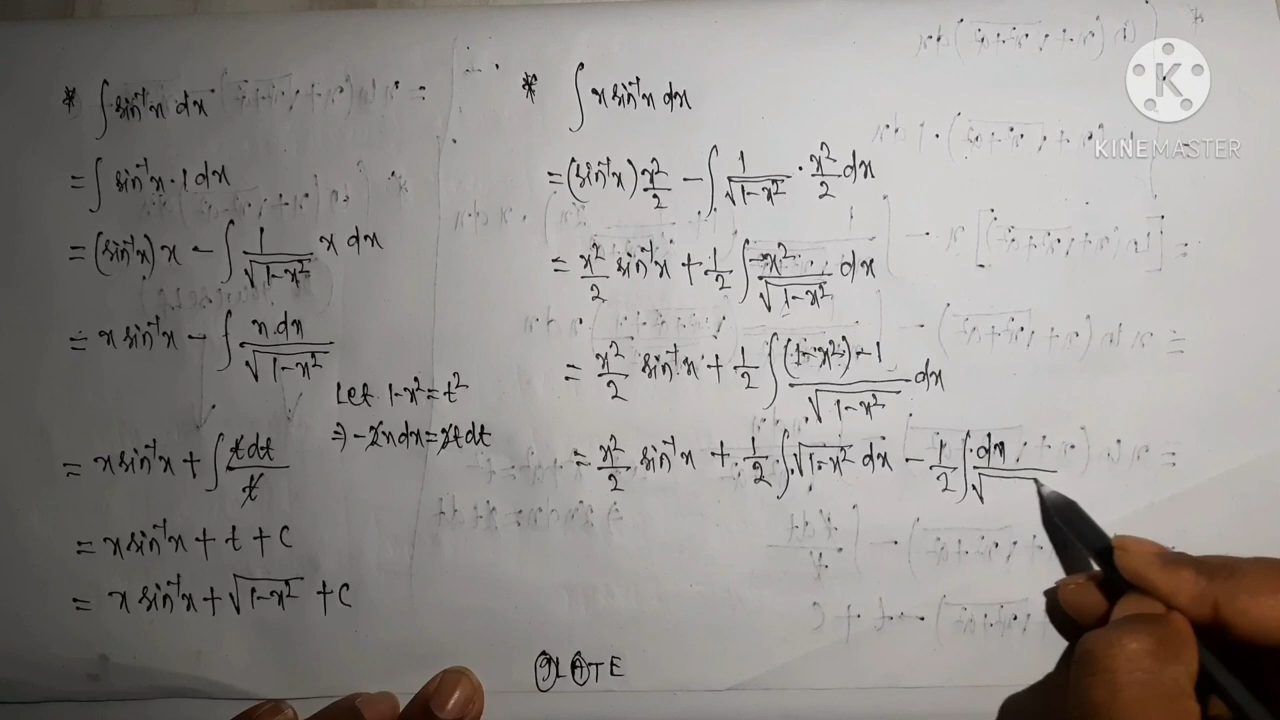 * ∫ sin⁻¹x dx
= ∫ sin⁻¹x · 1 dx
= (sin⁻¹x) x − ∫ 1/√(1−x²) x dx
= x sin⁻¹x − ∫ x dx/√(1−x²)
Let 1−x² = t²
⇒ −2x dx = 2t dt
= x sin⁻¹x + ∫ t dt/t
= x sin⁻¹x + t + C
= x sin⁻¹x + √(1−x²) + C
* ∫ x sin⁻¹x dx
= (sin⁻¹x) x²/2 − ∫ 1/√(1−x²) · x²/2 dx
= x²/2 sin⁻¹x + 1/2 ∫ −x²/√(1−x²) dx
= x²/2 sin⁻¹x + 1/2 ∫ (1−x²)−1/√(1−x²) dx
= x²/2 sin⁻¹x + 1/2 ∫ √(1−x²) dx − 1/2 ∫ dx/√
KINEMASTER